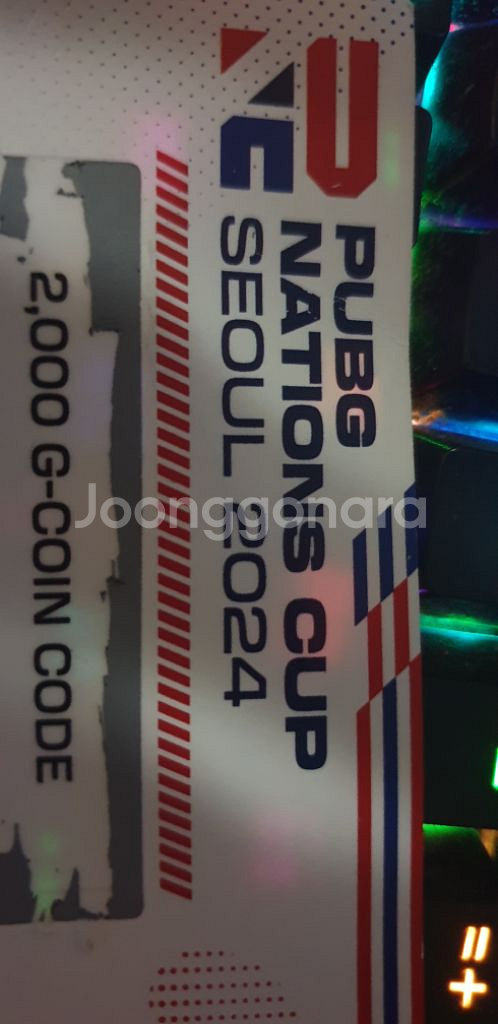 PUBG
NATIONS CUP
SEOUL 2024
2,000 G-COIN CODE
Joonggonara
=
+